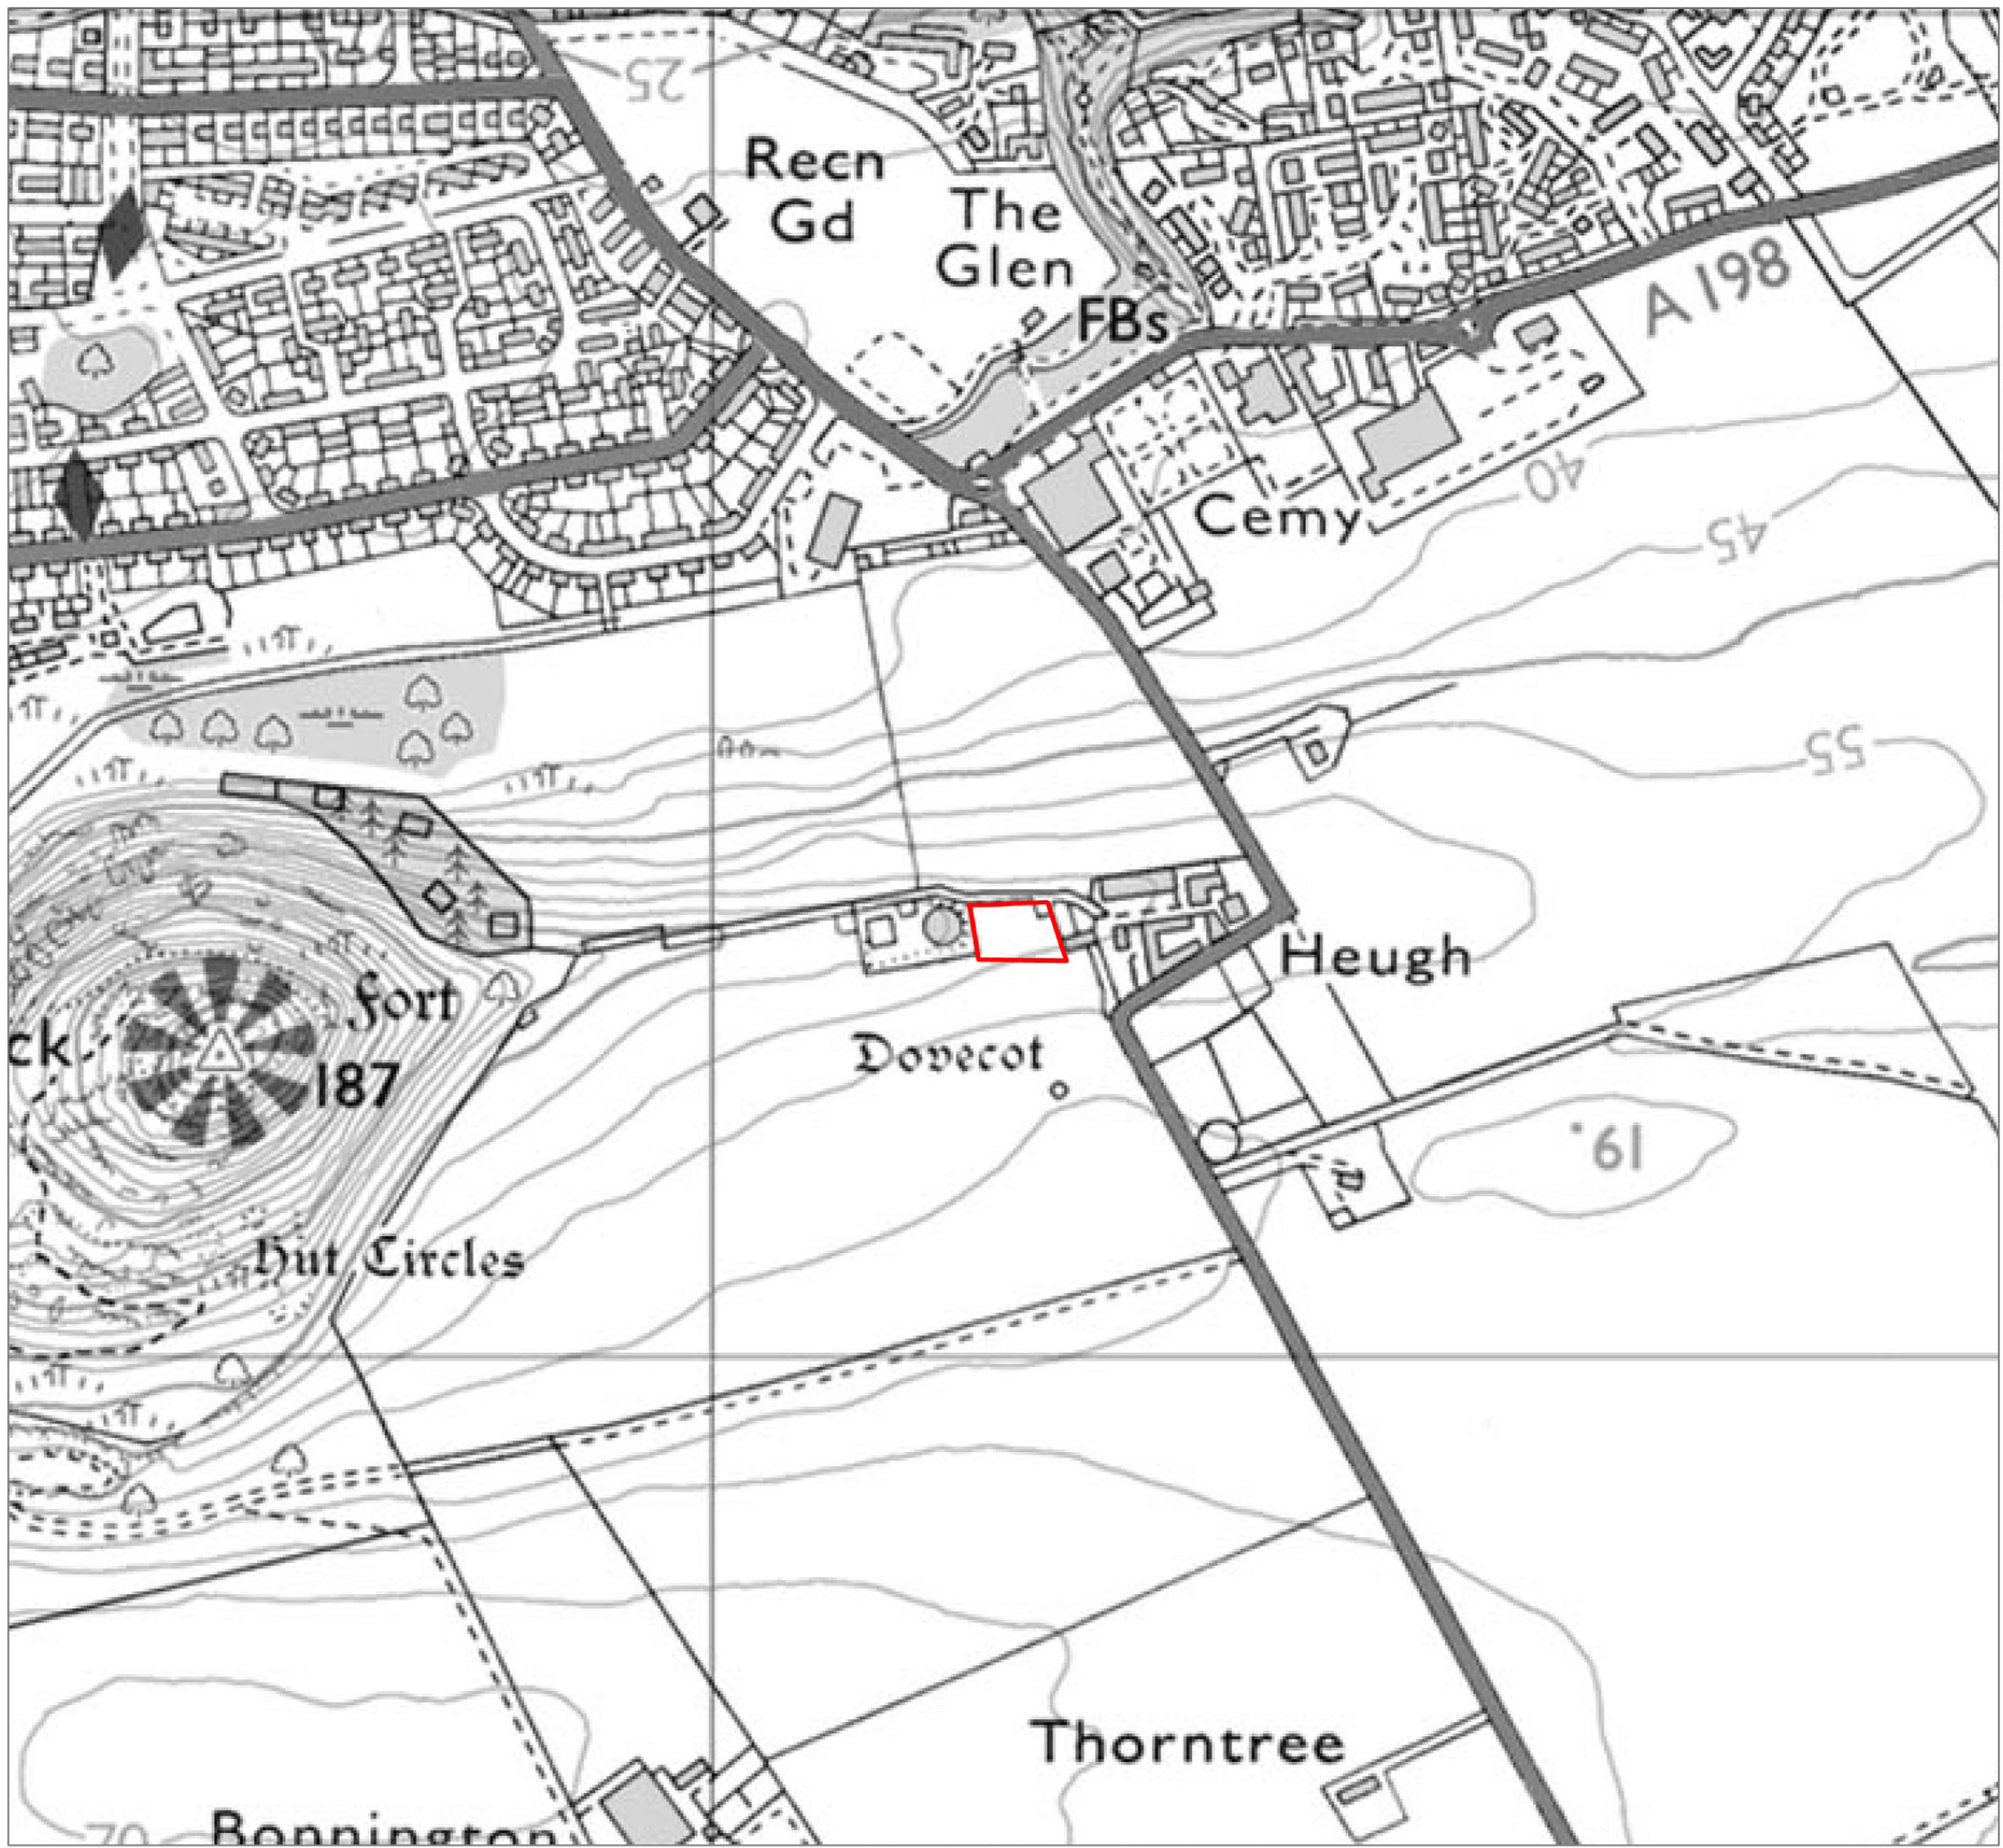 25
Recn
Gd
The
Glen
FBs
A 198
40
Cemy
45
55
Heugh
Fort
ck
187
Dovecot
61
P
Hut Circles
Thorntree
70
Bonnington